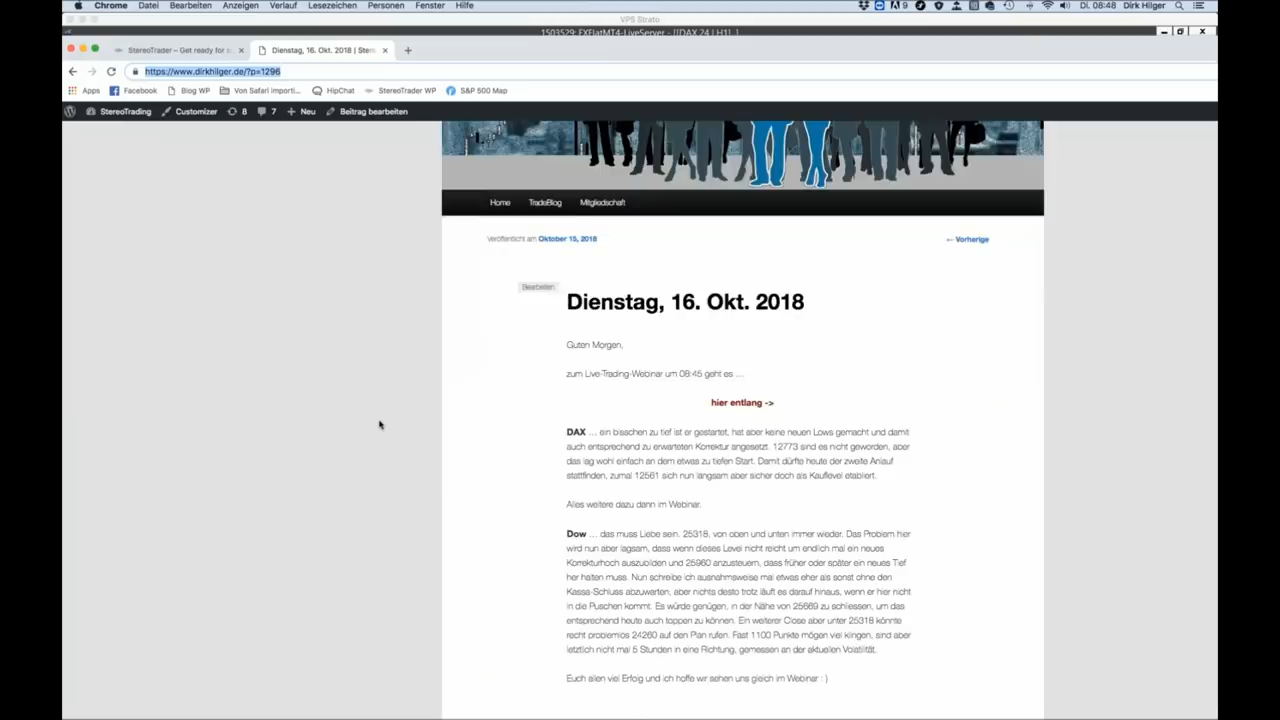 Chrome Datei Bearbeiten Anzeigen Verlauf Lesezeichen Personen Fenster Hilfe 9 Di. 08:48 Dirk Hilger
VPS Strato
1503529: FXFlatMT4-LiveServer - [[DAX 24 | H1]
StereoTrader – Get ready for s Dienstag, 16. Okt. 2018 | Stere
https://www.dirkhilger.de/?p=1296
Apps Facebook Blog WP Von Safari importi... HipChat StereoTrader WP S&P 500 Map
StereoTrading Customizer 8 7 Neu Beitrag bearbeiten
Home TradeBlog Mitgliedschaft
Veröffentlicht am Oktober 15, 2018
← Vorherige
Bearbeiten
Dienstag, 16. Okt. 2018
Guten Morgen,
zum Live-Trading-Webinar um 08:45 geht es …
hier entlang ->
DAX … ein bisschen zu tief ist er gestartet, hat aber keine neuen Lows gemacht und damit
auch entsprechend zu erwarteten Korrektur angesetzt. 12773 sind es nicht geworden, aber
das lag wohl einfach an dem etwas zu tiefen Start. Damit dürfte heute der zweite Anlauf
stattfinden, zumal 12561 sich nun langsam aber sicher doch als Kauflevel etabliert.
Alles weitere dazu dann im Webinar.
Dow … das muss Liebe sein. 25318, von oben und unten immer wieder. Das Problem hier
wird nun aber lagsam, dass wenn dieses Level nicht reicht um endlich mal ein neues
Korrekturhoch auszubilden und 25960 anzusteuern, dass früher oder später ein neues Tief
her halten muss. Nun schreibe ich ausnahmsweise mal etwas eher als sonst ohne den
Kassa-Schluss abzuwarten, aber nichts desto trotz läuft es darauf hinaus, wenn er hier nicht
in die Puschen kommt. Es würde genügen, in der Nähe von 25669 zu schliessen, um das
entsprechend heute auch toppen zu können. Ein weiterer Close aber unter 25318 könnte
recht problemlos 24260 auf den Plan rufen. Fast 1100 Punkte mögen viel klingen, sind aber
letztlich nicht mal 5 Stunden in eine Richtung, gemessen an der aktuellen Volatilität.
Euch allen viel Erfolg und ich hoffe wir sehen uns gleich im Webinar : )